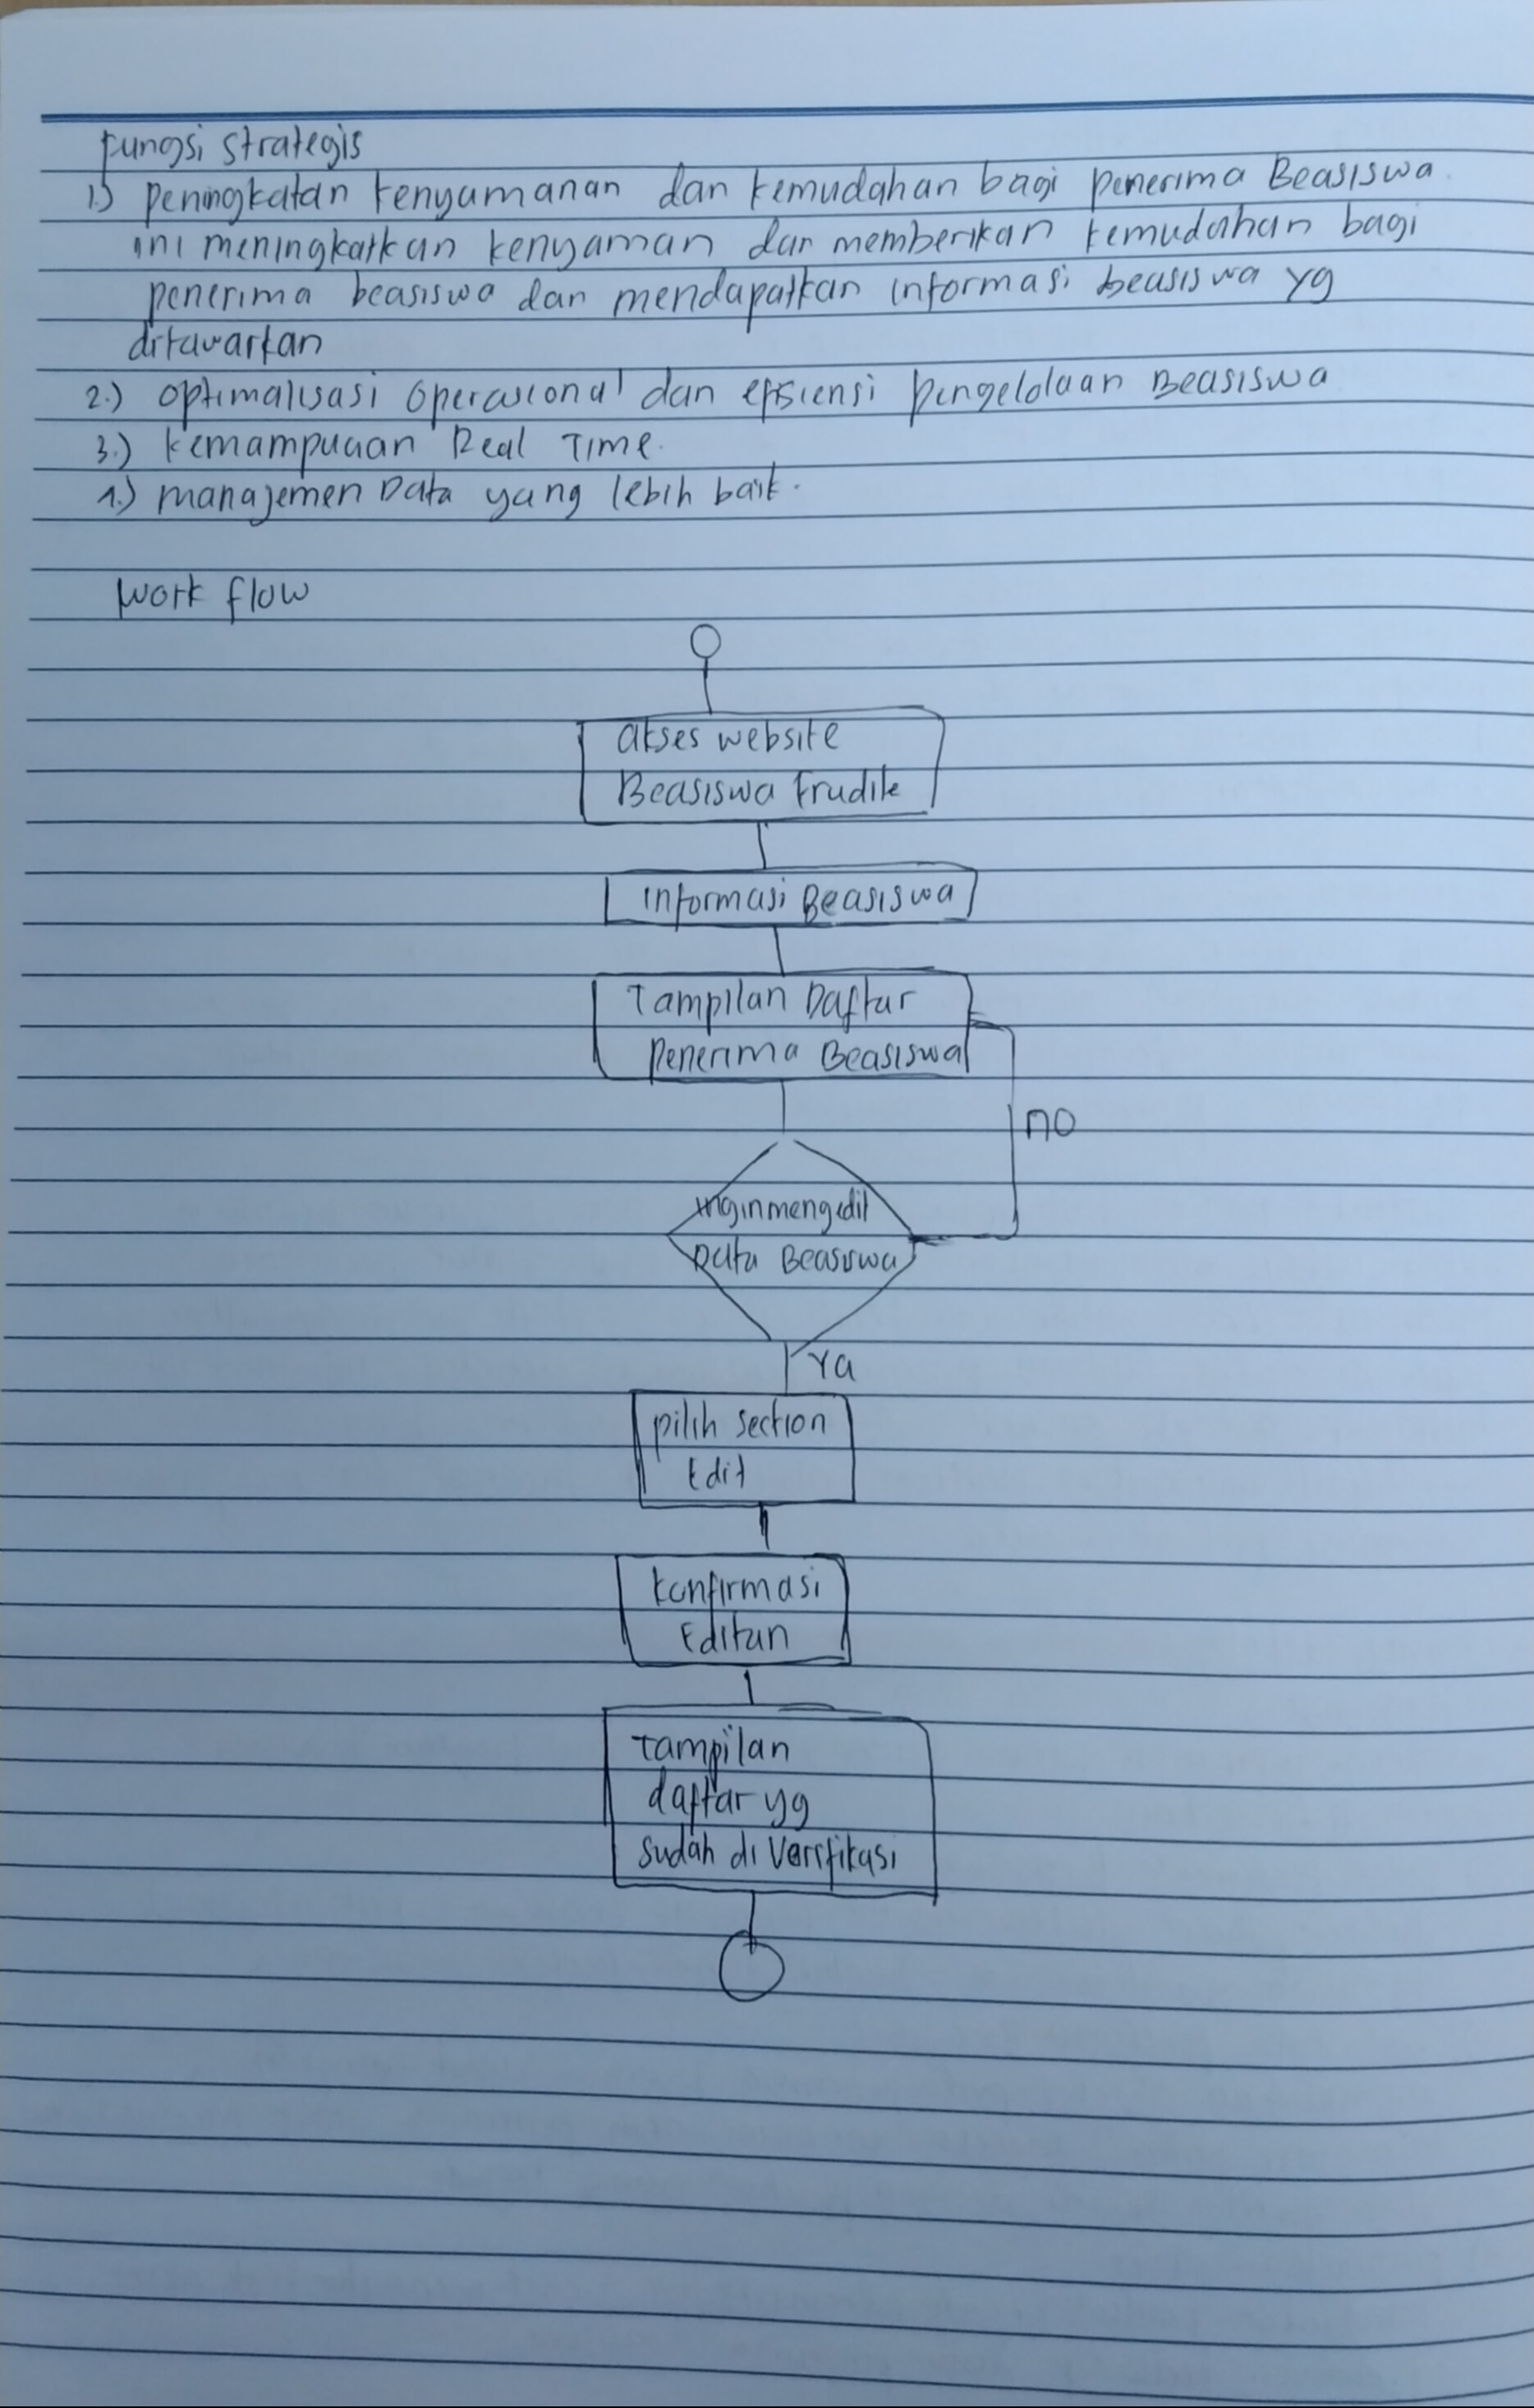 Fungsi strategis
1.) peningkatan kenyamanan dan kemudahan bagi penerima Beasiswa.
ini meningkatkan kenyaman dan memberikan kemudahan bagi
penerima beasiswa dan mendapatkan informasi beasiswa yg
ditawarkan
2.) optimalisasi operasional dan efisiensi pengelolaan Beasiswa
3.) kemampuaan Real Time.
4.) manajemen Data yang lebih baik.
Work flow
akses website
Beasiswa Erudite
informasi Beasiswa
Tampilan Daftar
Penerima Beasiswa
no
ingin mengedit
Data Beasiswa
Ya
pilih section
Edit
konfirmasi
Editan
tampilan
daftar yg
sudah di Verifikasi